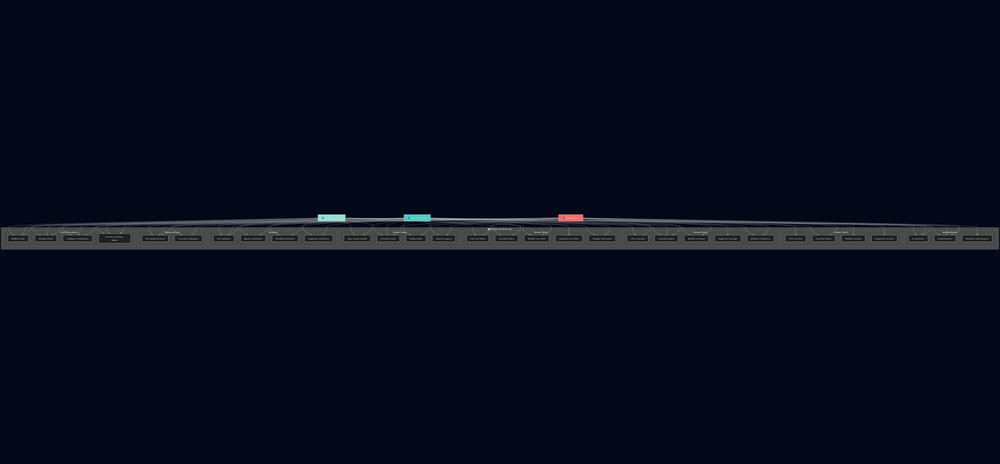 Système de Gestion de
Profil & Paramètres
Tableau de Bord
Calendrier
Gestion Temps
Gestion Tâches
Gestion Projets
Gestion Clients
Authentification
Modifier profil
Changer thème
Configurer notifications
Consulter mentions
légales
Voir tableau de bord
Consulter statistiques
Voir calendrier
Ajouter événement
Modifier événement
Supprimer événement
Saisir temps travaillé
Consulter temps
Valider temps
Exporter rapport
Créer une tâche
Consulter tâches
Modifier une tâche
Supprimer une tâche
Changer statut tâche
Créer un projet
Consulter projets
Modifier un projet
Supprimer un projet
Attribuer utilisateurs
Créer un client
Consulter clients
Modifier un client
Supprimer un client
Se connecter
Se déconnecter
Récupérer mot de passe